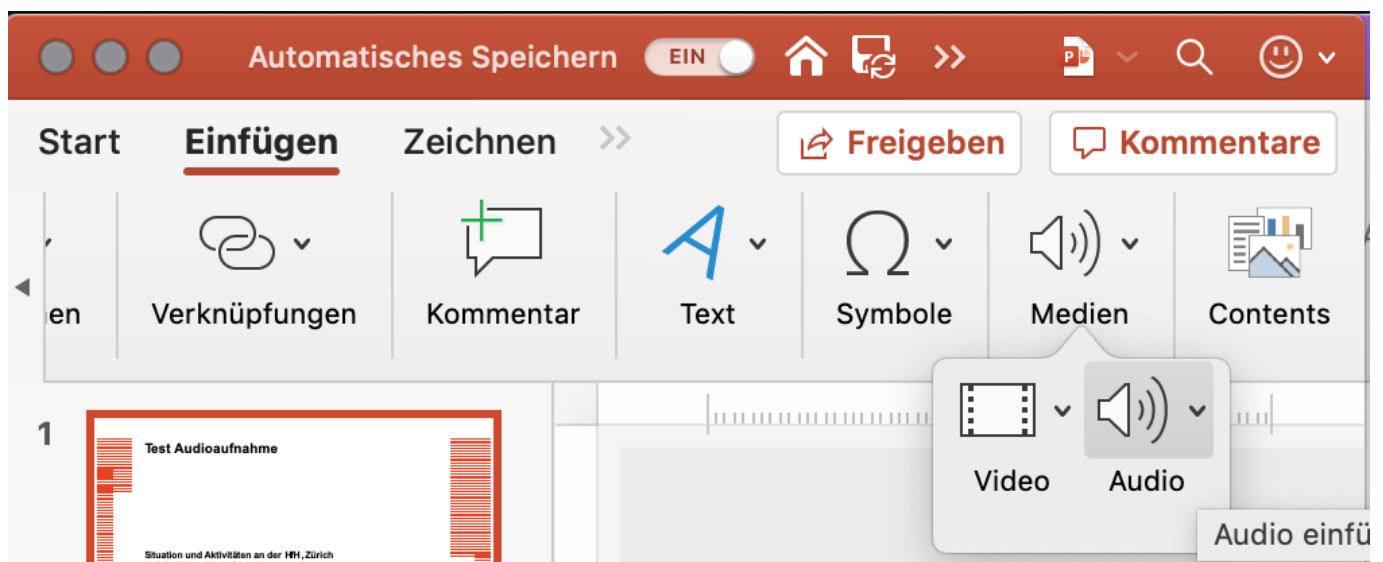 Automatisches Speichern EIN
Start Einfügen Zeichnen Freigeben Kommentare
en Verknüpfungen Kommentar Text Symbole Medien Contents
1
Test Audioaufnahme
Video Audio
Situation und Aktivitäten an der HfH, Zürich
Audio einfü